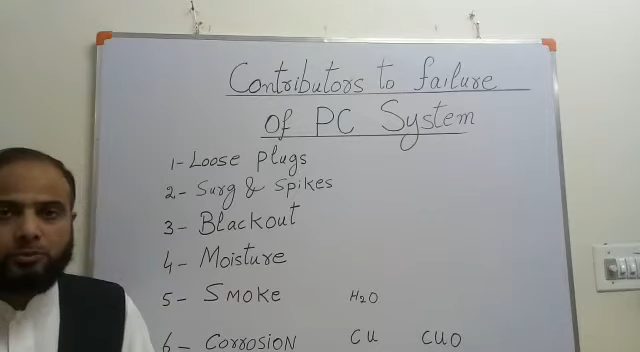 Contributors to failure
of PC System
1- Loose Plugs
2- Surg & Spikes
3- Blackout
4- Moisture
5- Smoke H2O
6- Corrosion Cu CuO